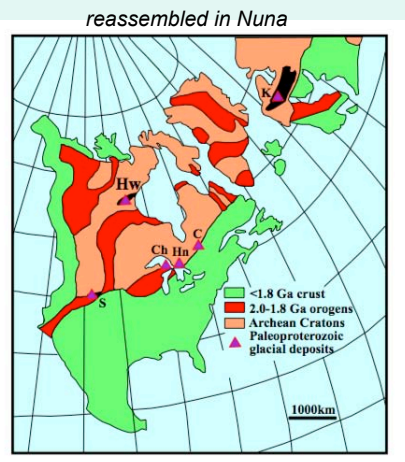 reassembled in Nuna
K
Hw
C
Ch Hn
S
<1.8 Ga crust
2.0-1.8 Ga orogens
Archean Cratons
Paleoproterozoic
glacial deposits
1000km